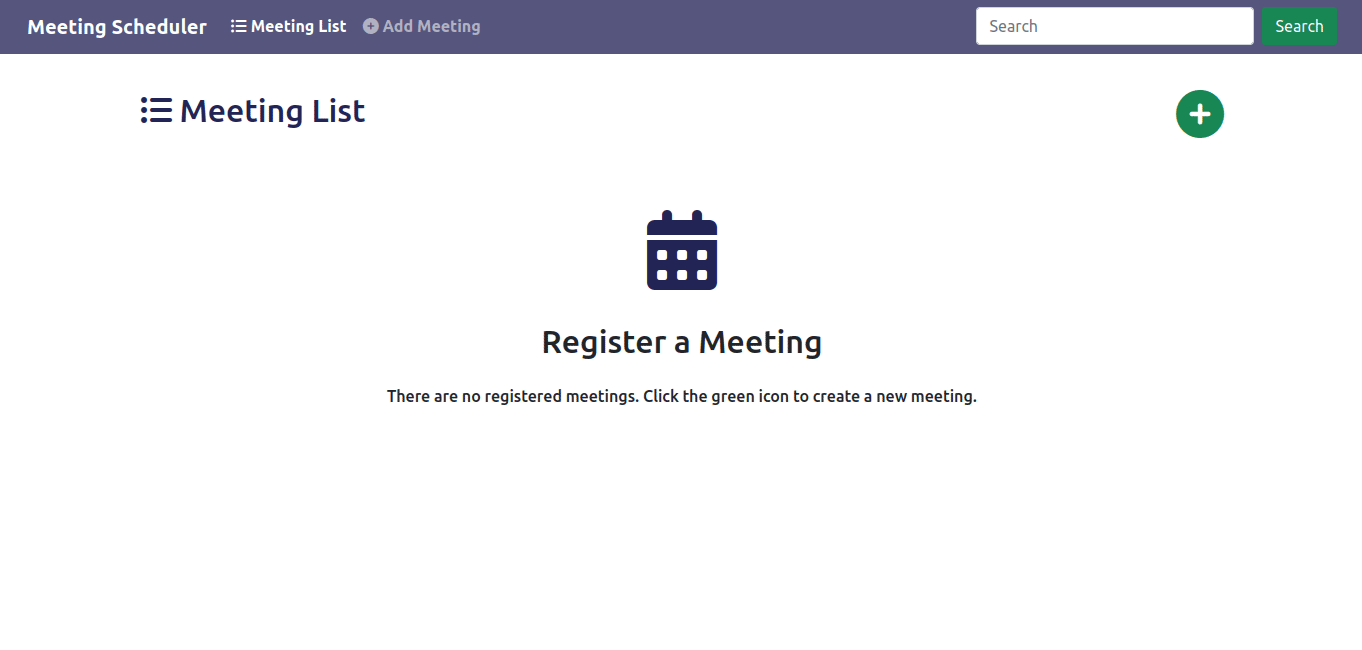 Meeting Scheduler Meeting List Add Meeting Search Search
Meeting List
Register a Meeting
There are no registered meetings. Click the green icon to create a new meeting.